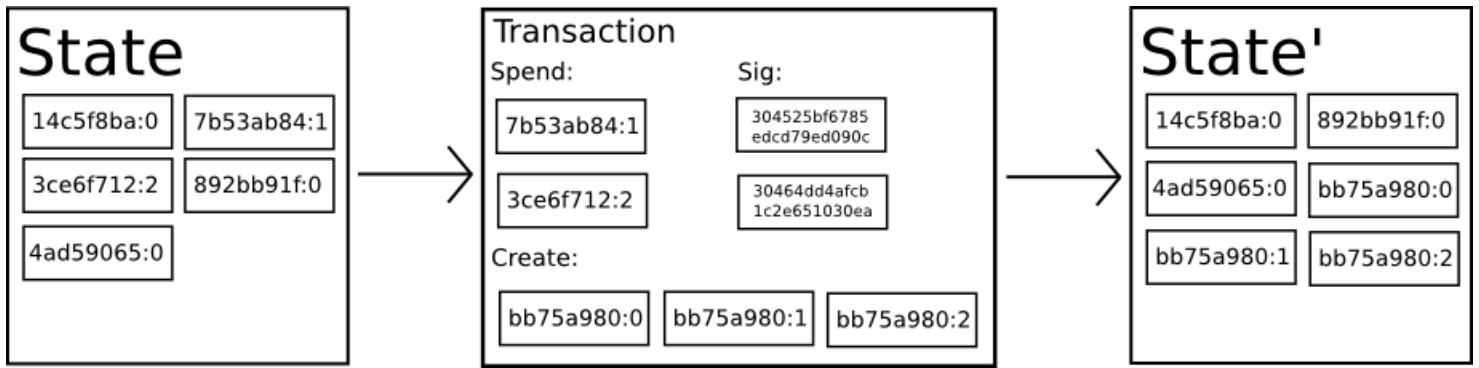 State
14c5f8ba:0 7b53ab84:1
3ce6f712:2 892bb91f:0
4ad59065:0
Transaction
Spend: Sig:
7b53ab84:1
304525bf6785
edcd79ed090c
3ce6f712:2
30464dd4afcb
1c2e651030ea
Create:
bb75a980:0 bb75a980:1 bb75a980:2
State'
14c5f8ba:0 892bb91f:0
4ad59065:0 bb75a980:0
bb75a980:1 bb75a980:2